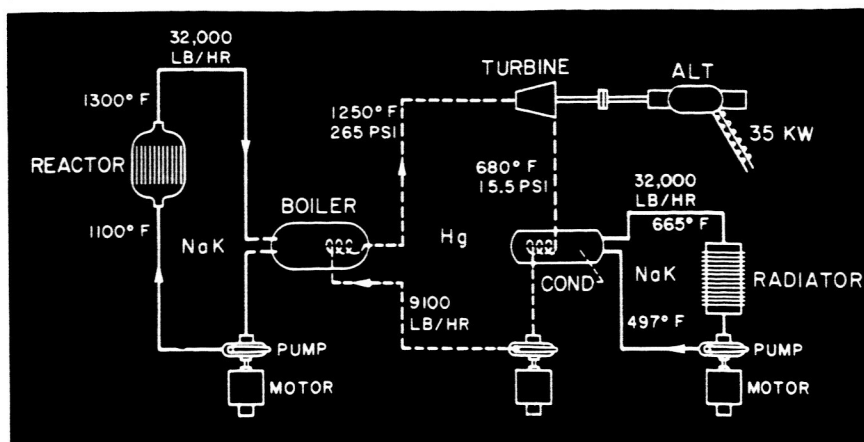 32,000
LB/HR
1300° F
REACTOR
1100° F
NaK
BOILER
1250° F
265 PSI
TURBINE
ALT
35 KW
680° F
15.5 PSI
Hg
32,000
LB/HR
665° F
COND
NaK
RADIATOR
497° F
9100
LB/HR
PUMP
MOTOR
PUMP
MOTOR